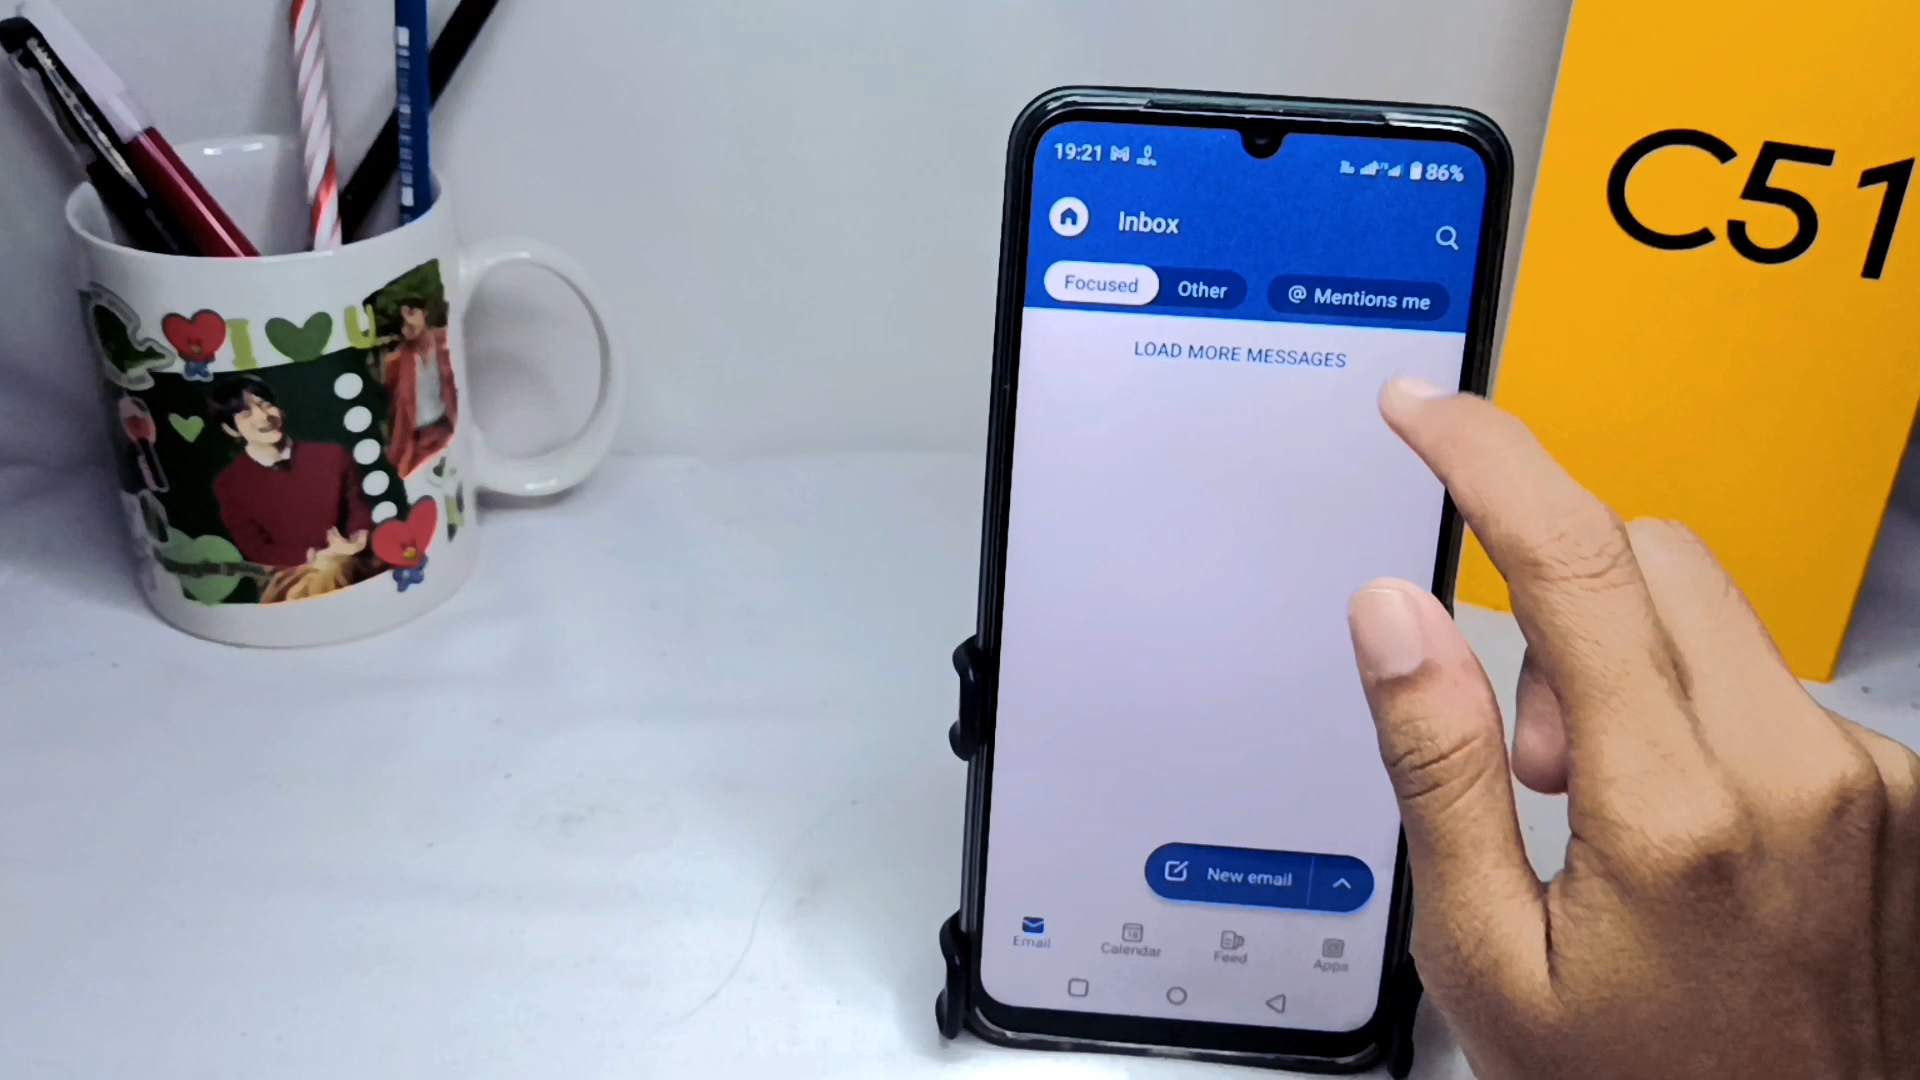 I U
C51
19:21 86%
Inbox
Focused Other @ Mentions me
LOAD MORE MESSAGES
New email
Email Calendar Feed Apps